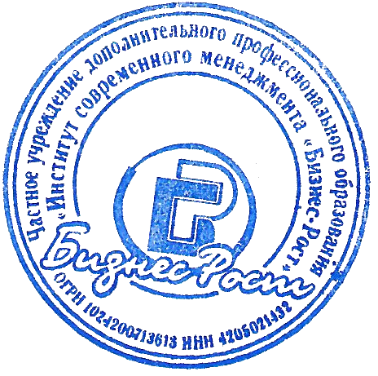 Частное учреждение дополнительного профессионального образования
«Институт современного менеджмента «Бизнес-Рост»
Бизнес Рост
ОГРН 1024200713613 ИНН 4205021432